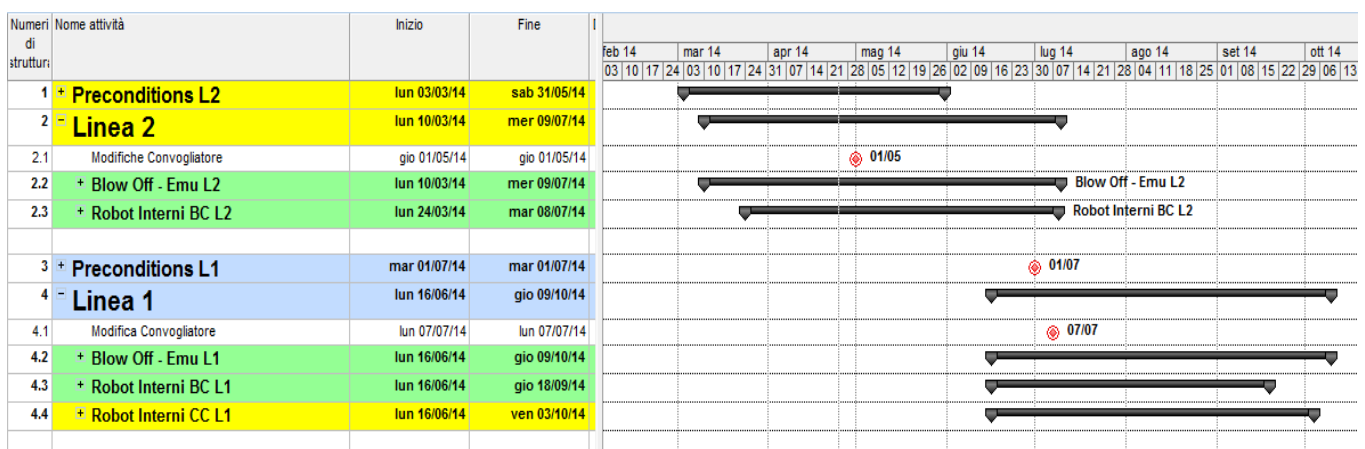 Numeri di struttura Nome attività Inizio Fine
feb 14 mar 14 apr 14 mag 14 giu 14 lug 14 ago 14 set 14 ott 14
03 10 17 24 03 10 17 24 31 07 14 21 28 05 12 19 26 02 09 16 23 30 07 14 21 28 04 11 18 25 01 08 15 22 29 06 13
1 Preconditions L2 lun 03/03/14 sab 31/05/14
2 Linea 2 lun 10/03/14 mer 09/07/14
2.1 Modifiche Convogliatore gio 01/05/14 gio 01/05/14 01/05
2.2 Blow Off - Emu L2 lun 10/03/14 mer 09/07/14 Blow Off - Emu L2
2.3 Robot Interni BC L2 lun 24/03/14 mar 08/07/14 Robot Interni BC L2
3 Preconditions L1 mar 01/07/14 mar 01/07/14 01/07
4 Linea 1 lun 16/06/14 gio 09/10/14
4.1 Modifica Convogliatore lun 07/07/14 lun 07/07/14 07/07
4.2 Blow Off - Emu L1 lun 16/06/14 gio 09/10/14
4.3 Robot Interni BC L1 lun 16/06/14 gio 18/09/14
4.4 Robot Interni CC L1 lun 16/06/14 ven 03/10/14